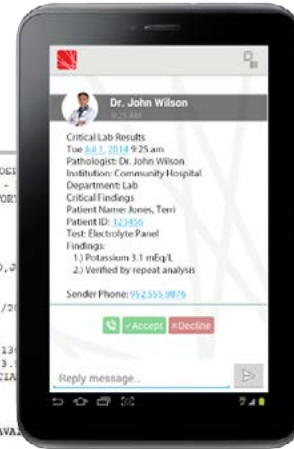 Dr. John Wilson
9:25 AM
Critical Lab Results
Tue Jul 1, 2014 9:25 am
Pathologist: Dr. John Wilson
Institution: Community Hospital
Department: Lab
Critical Findings
Patient Name: Jones, Terri
Patient ID: 123456
Test: Electrolyte Panel
Findings:
1.) Potassium 3.1 mEq/L
2.) Verified by repeat analysis
Sender Phone: 952.555.9876
✓Accept ×Decline
Reply message...